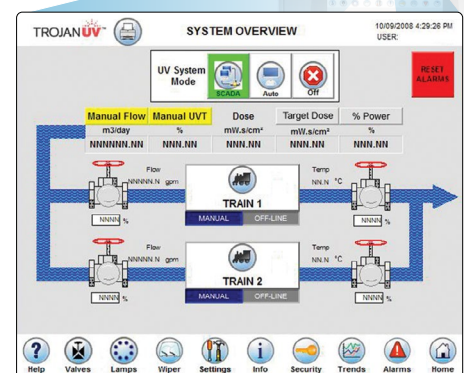 TROJANUV™ SYSTEM OVERVIEW 10/09/2008 4:29:26 PM
USER:
UV System Mode SCADA Auto Off
RESET ALARMS
Manual Flow Manual UVT Dose Target Dose % Power
m3/day % mW.s/cm² mW.s/cm² %
NNNNNN.NN NNN.NN NNN.NN NNN.NN NNN.NN
Flow Temp
NNNNN.N gpm NN.N °C
TRAIN 1
NNNN % MANUAL OFF-LINE NNNN %
Flow Temp
NNNNN.N gpm NN.N °C
TRAIN 2
NNNN % MANUAL OFF-LINE NNNN %
? i
Help Valves Lamps Wiper Settings Info Security Trends Alarms Home